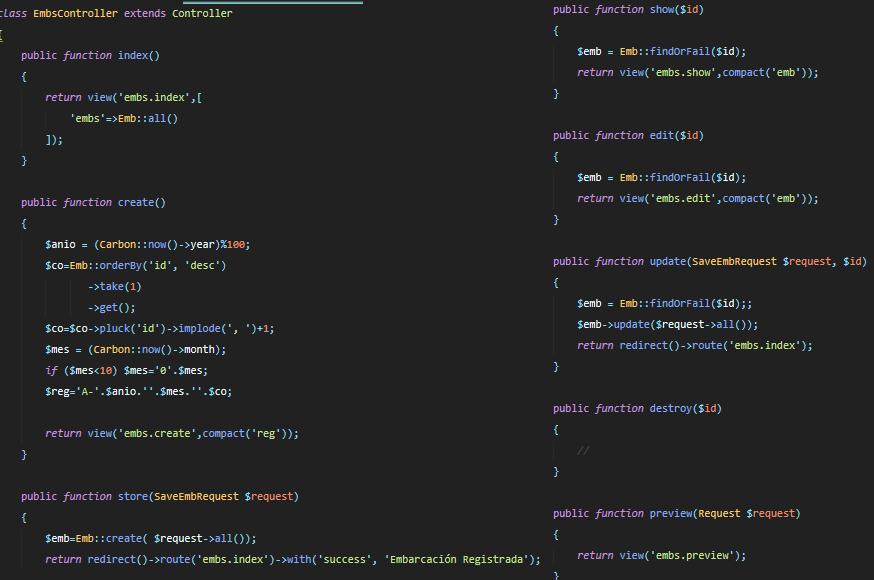 class EmbsController extends Controller
{
public function index()
{
return view('embs.index',[
'embs'=>Emb::all()
]);
}
public function create()
{
$anio = (Carbon::now()->year)%100;
$co=Emb::orderBy('id', 'desc')
->take(1)
->get();
$co=$co->pluck('id')->implode(', ')+1;
$mes = (Carbon::now()->month);
if ($mes<10) $mes='0'.$mes;
$reg='A-'.$anio.''.$mes.''.$co;
return view('embs.create',compact('reg'));
}
public function store(SaveEmbRequest $request)
{
$emb=Emb::create( $request->all());
return redirect()->route('embs.index')->with('success', 'Embarcación Registrada');
public function show($id)
{
$emb = Emb::findOrFail($id);
return view('embs.show',compact('emb'));
}
public function edit($id)
{
$emb = Emb::findOrFail($id);
return view('embs.edit',compact('emb'));
}
public function update(SaveEmbRequest $request, $id)
{
$emb = Emb::findOrFail($id);;
$emb->update($request->all());
return redirect()->route('embs.index');
}
public function destroy($id)
{
//
}
public function preview(Request $request)
{
return view('embs.preview');
}